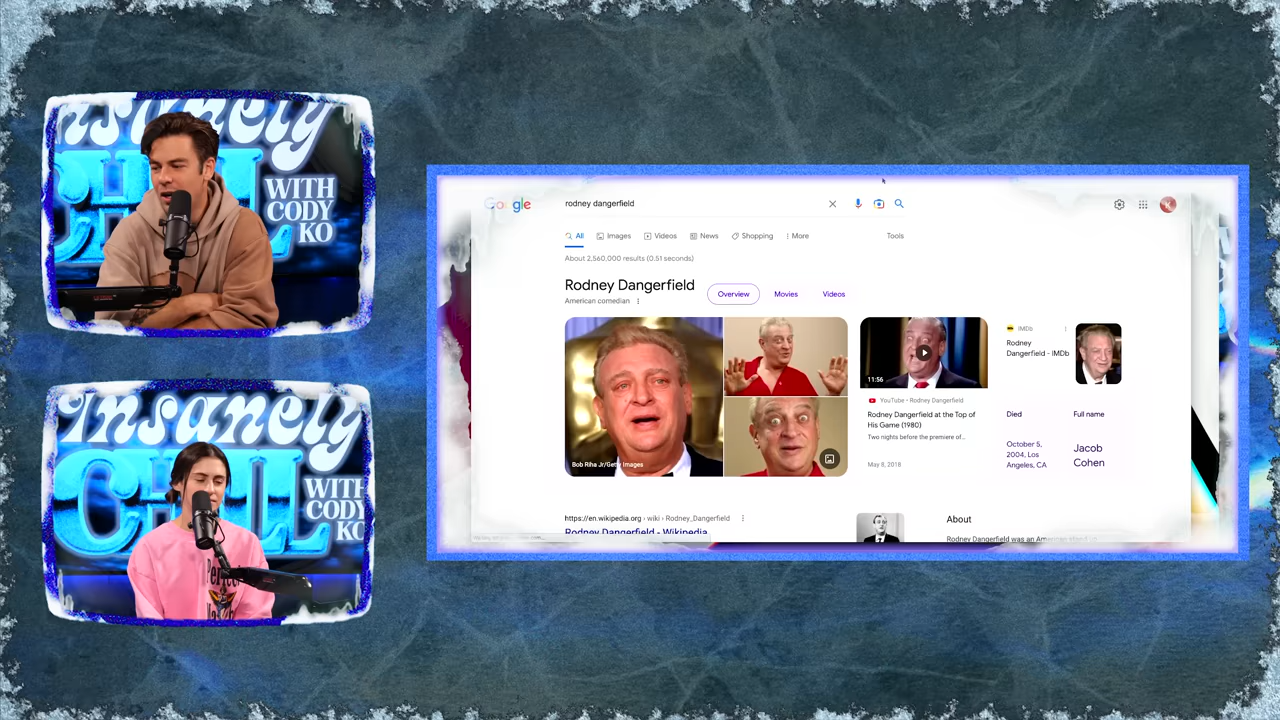 Insanely
CHILL
WITH
CODY
KO
Insanely
CHILL
WITH
CODY
KO
Google
rodney dangerfield
All
Images
Videos
News
Shopping
More
Tools
About 2,560,000 results (0.51 seconds)
Rodney Dangerfield
American comedian
Overview
Movies
Videos
Bob Riha Jr/Getty Images
11:56
YouTube • Rodney Dangerfield
Rodney Dangerfield at the Top of
His Game (1980)
Two nights before the premiere of...
May 8, 2018
IMDb
Rodney
Dangerfield - IMDb
Died
October 5,
2004, Los
Angeles, CA
Full name
Jacob
Cohen
https://en.wikipedia.org › wiki › Rodney_Dangerfield
Rodney Dangerfield - Wikipedia
About
Rodney Dangerfield was an American stand-up